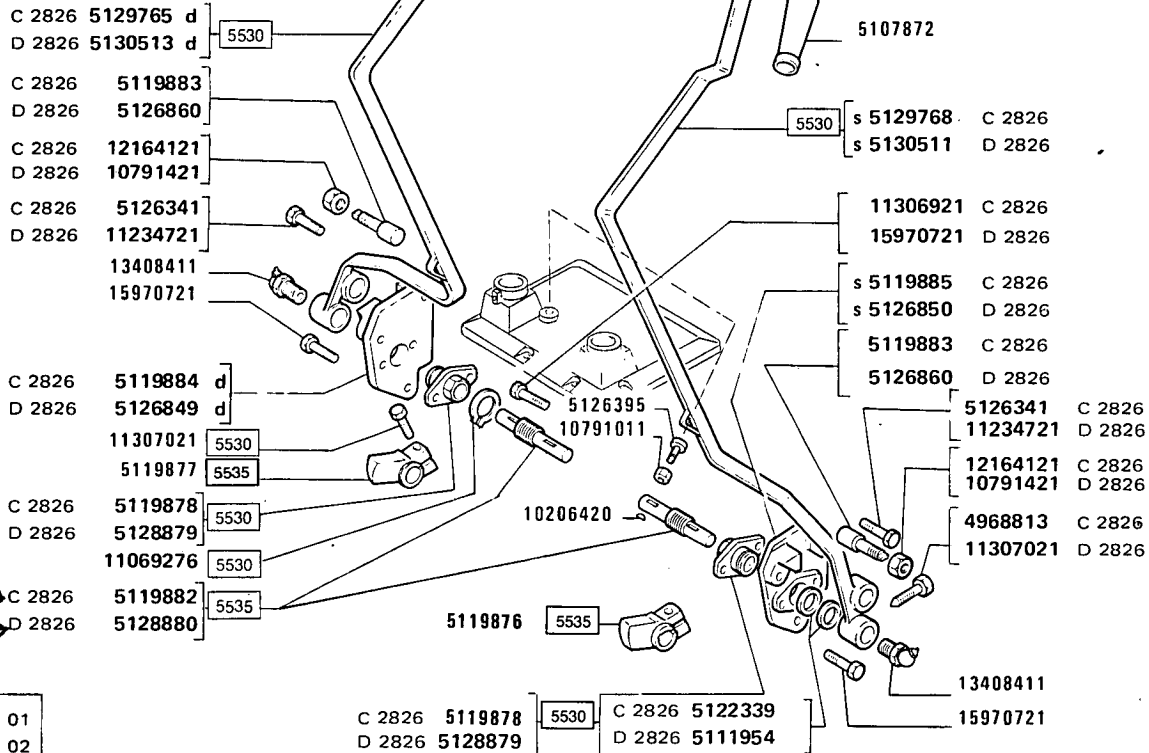 C 2826 5129765 d
D 2826 5130513 d
5530
C 2826 5119883
D 2826 5126860
C 2826 12164121
D 2826 10791421
C 2826 5126341
D 2826 11234721
13408411
15970721
C 2826 5119884 d
D 2826 5126849 d
11307021 5530
5119877 5535
C 2826 5119878
D 2826 5128879
5530
11069276 5530
C 2826 5119882
D 2826 5128880
5535
01
02
5107872
5530
s 5129768 C 2826
s 5130511 D 2826
11306921 C 2826
15970721 D 2826
s 5119885 C 2826
s 5126850 D 2826
5119883 C 2826
5126860 D 2826
5126341 C 2826
11234721 D 2826
12164121 C 2826
10791421 D 2826
4968813 C 2826
11307021 D 2826
5126395
10791011
10206420
5119876 5535
13408411
15970721
C 2826 5119878
D 2826 5128879
5530
C 2826 5122339
D 2826 5111954